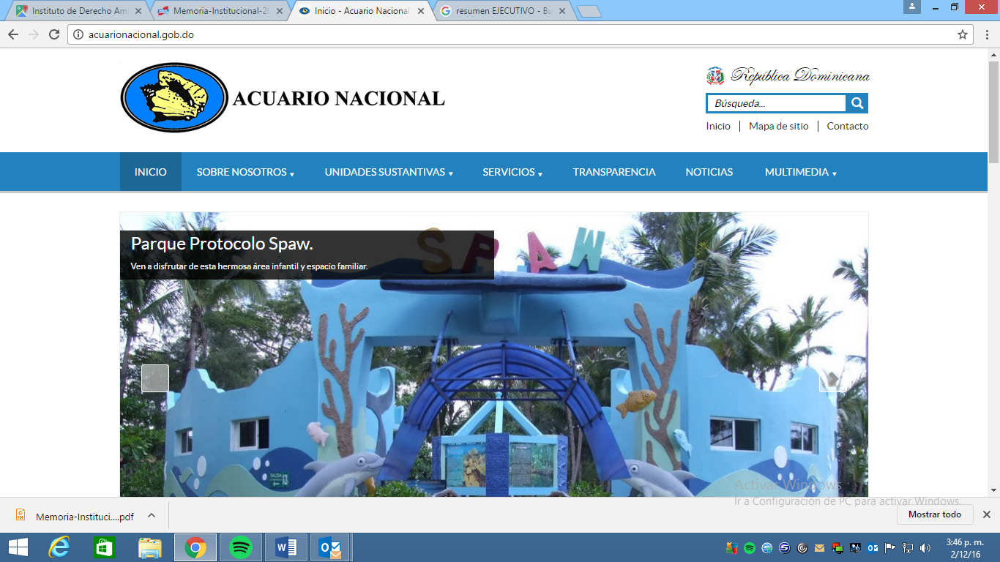 Instituto de Derecho Am
Memoria-Institucional-20
Inicio - Acuario Nacional
resumen EJECUTIVO - Bu
acuarionacional.gob.do
ACUARIO NACIONAL
República Dominicana
Búsqueda...
Inicio | Mapa de sitio | Contacto
INICIO SOBRE NOSOTROS UNIDADES SUSTANTIVAS SERVICIOS TRANSPARENCIA NOTICIAS MULTIMEDIA
SPAW
Parque Protocolo Spaw.
Ven a disfrutar de esta hermosa área infantil y espacio familiar.
SALIDA
Activar Windows
Ir a Configuración de PC para activar Windows.
Memoria-Instituci....pdf
Mostrar todo
3:46 p. m.
2/12/16